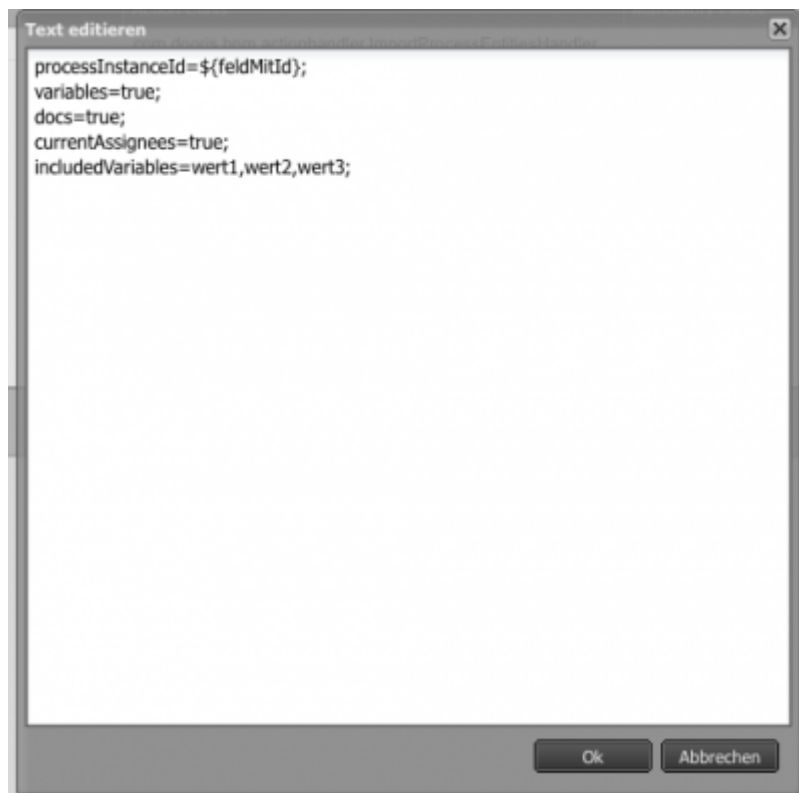 Text editieren
processInstanceId=${feldMitId};
variables=true;
docs=true;
currentAssignees=true;
includedVariables=wert1,wert2,wert3;
Ok
Abbrechen